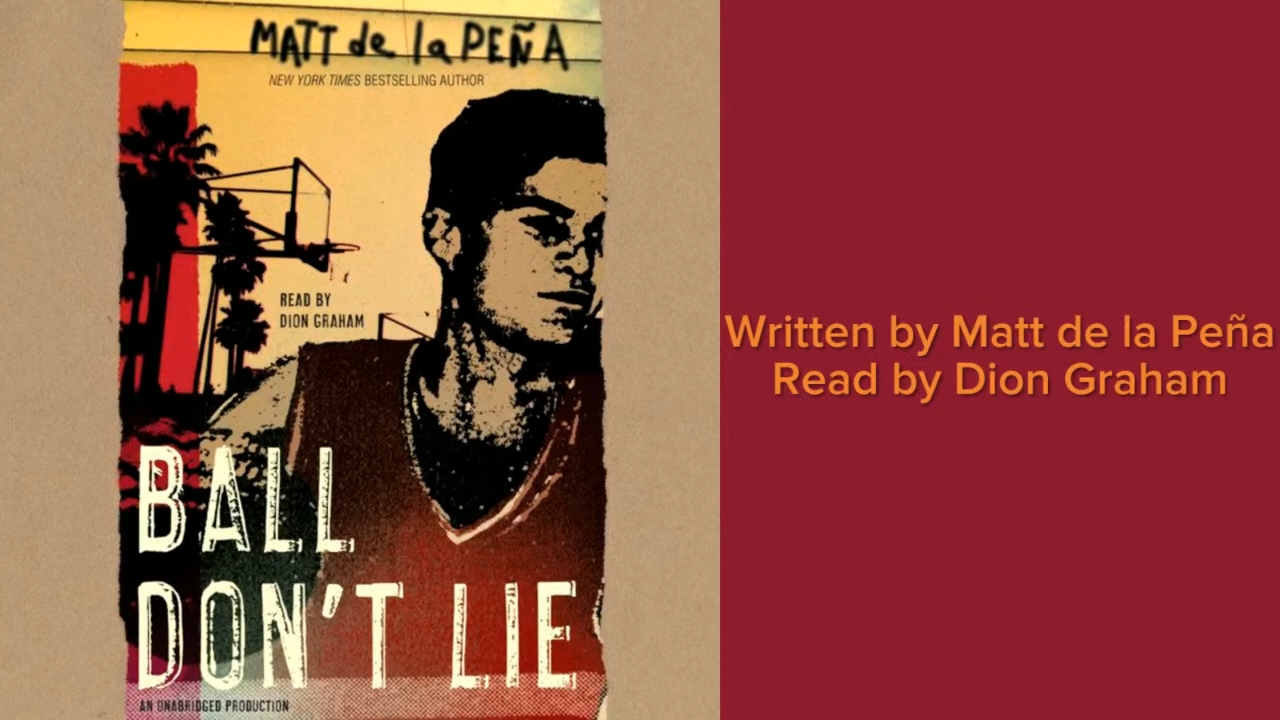 MATT de la PEÑA
NEW YORK TIMES BESTSELLING AUTHOR
READ BY
DION GRAHAM
BALL
DON'T LIE
AN UNABRIDGED PRODUCTION
Written by Matt de la Peña
Read by Dion Graham